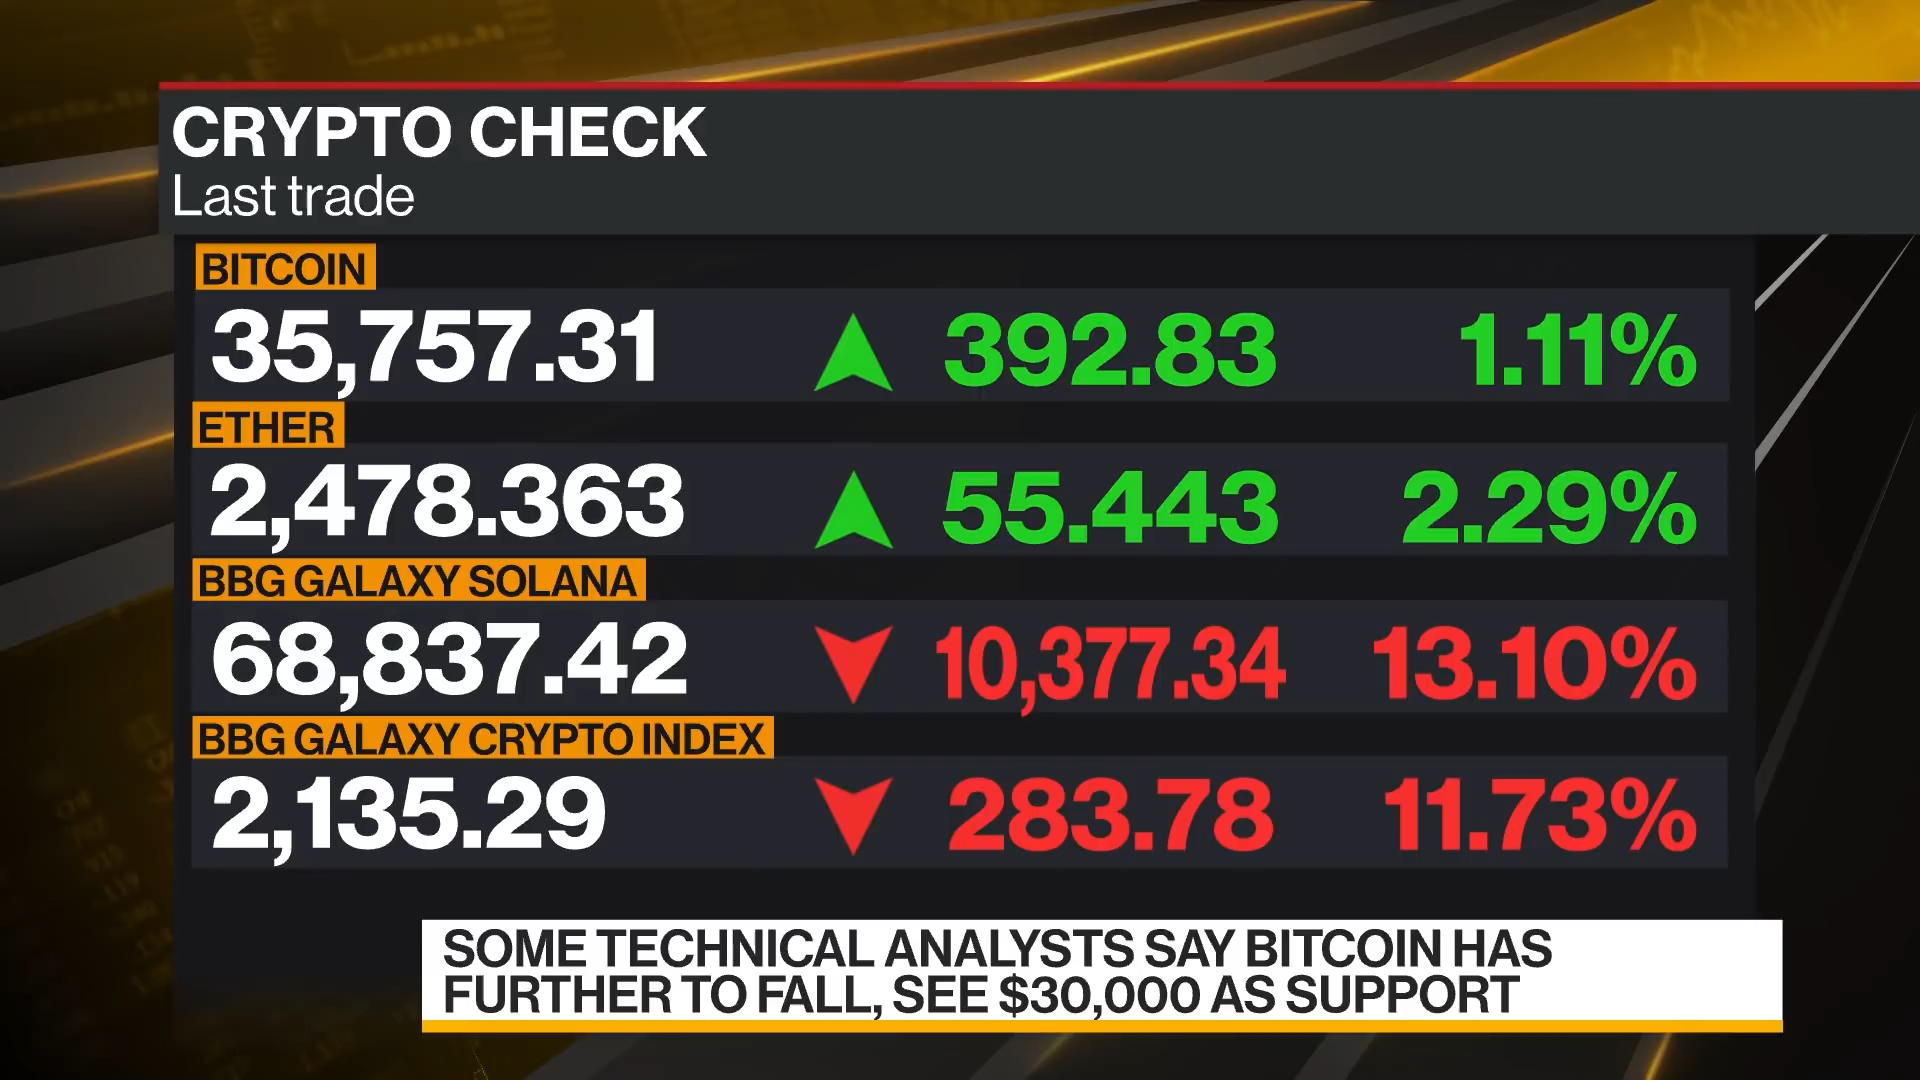 CRYPTO CHECK
Last trade
BITCOIN
35,757.31 392.83 1.11%
ETHER
2,478.363 55.443 2.29%
BBG GALAXY SOLANA
68,837.42 10,377.34 13.10%
BBG GALAXY CRYPTO INDEX
2,135.29 283.78 11.73%
SOME TECHNICAL ANALYSTS SAY BITCOIN HAS
FURTHER TO FALL, SEE $30,000 AS SUPPORT